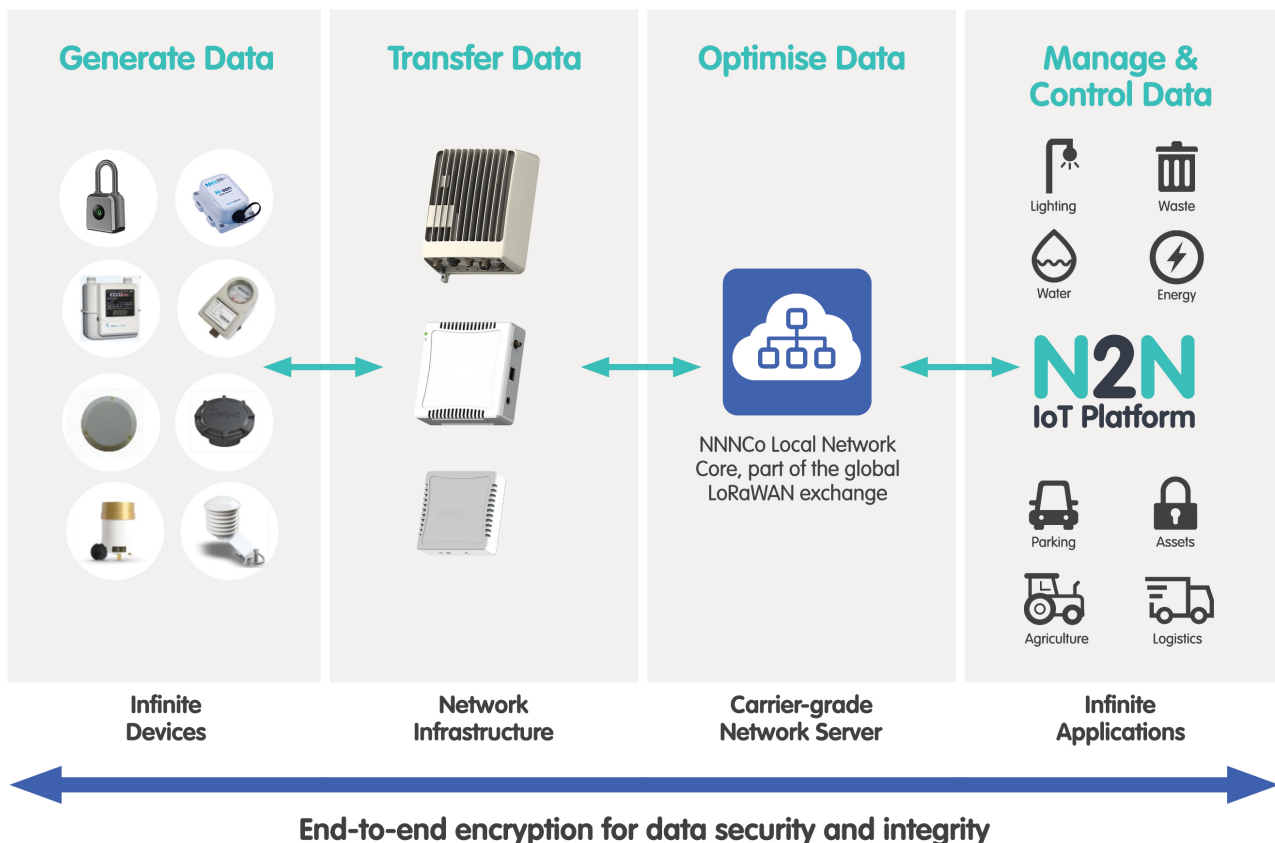 Generate Data
Transfer Data
Optimise Data
Manage &
Control Data
N-sen
Lighting
Waste
Water
Energy
N2N
IoT Platform
NNNCo Local Network
Core, part of the global
LoRaWAN exchange
Parking
Assets
Agriculture
Logistics
Infinite
Devices
Network
Infrastructure
Carrier-grade
Network Server
Infinite
Applications
End-to-end encryption for data security and integrity